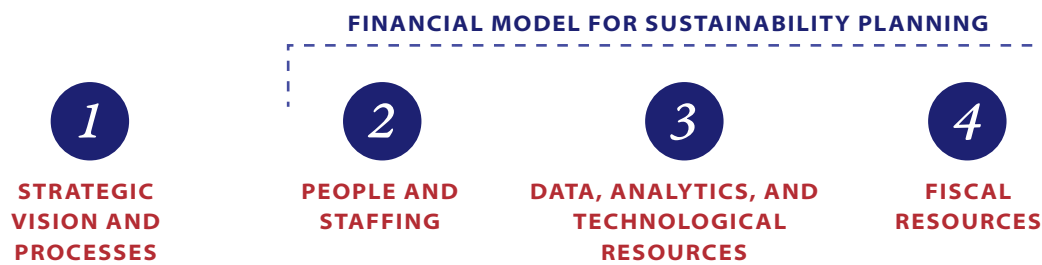 FINANCIAL MODEL FOR SUSTAINABILITY PLANNING
1
STRATEGIC
VISION AND
PROCESSES
2
PEOPLE AND
STAFFING
3
DATA, ANALYTICS, AND
TECHNOLOGICAL
RESOURCES
4
FISCAL
RESOURCES